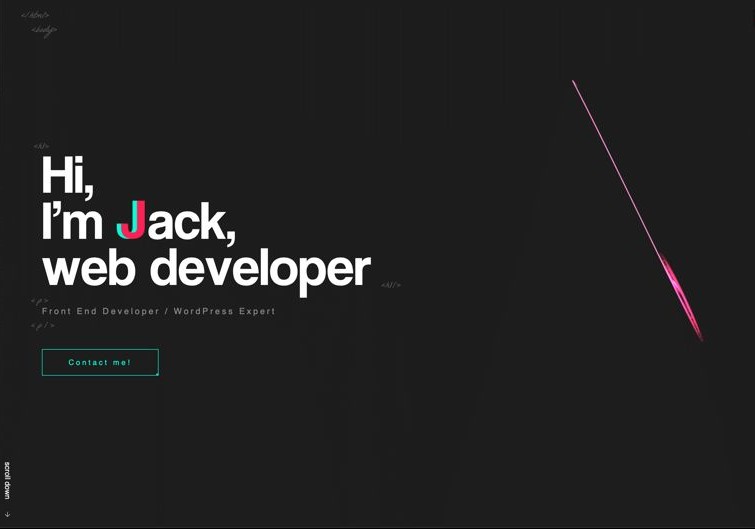 </html>
<body>
<h1>
Hi,
I'm Jack,
web developer
<h1/>
<p>
Front End Developer / WordPress Expert
<p/>
Contact me!
scroll down